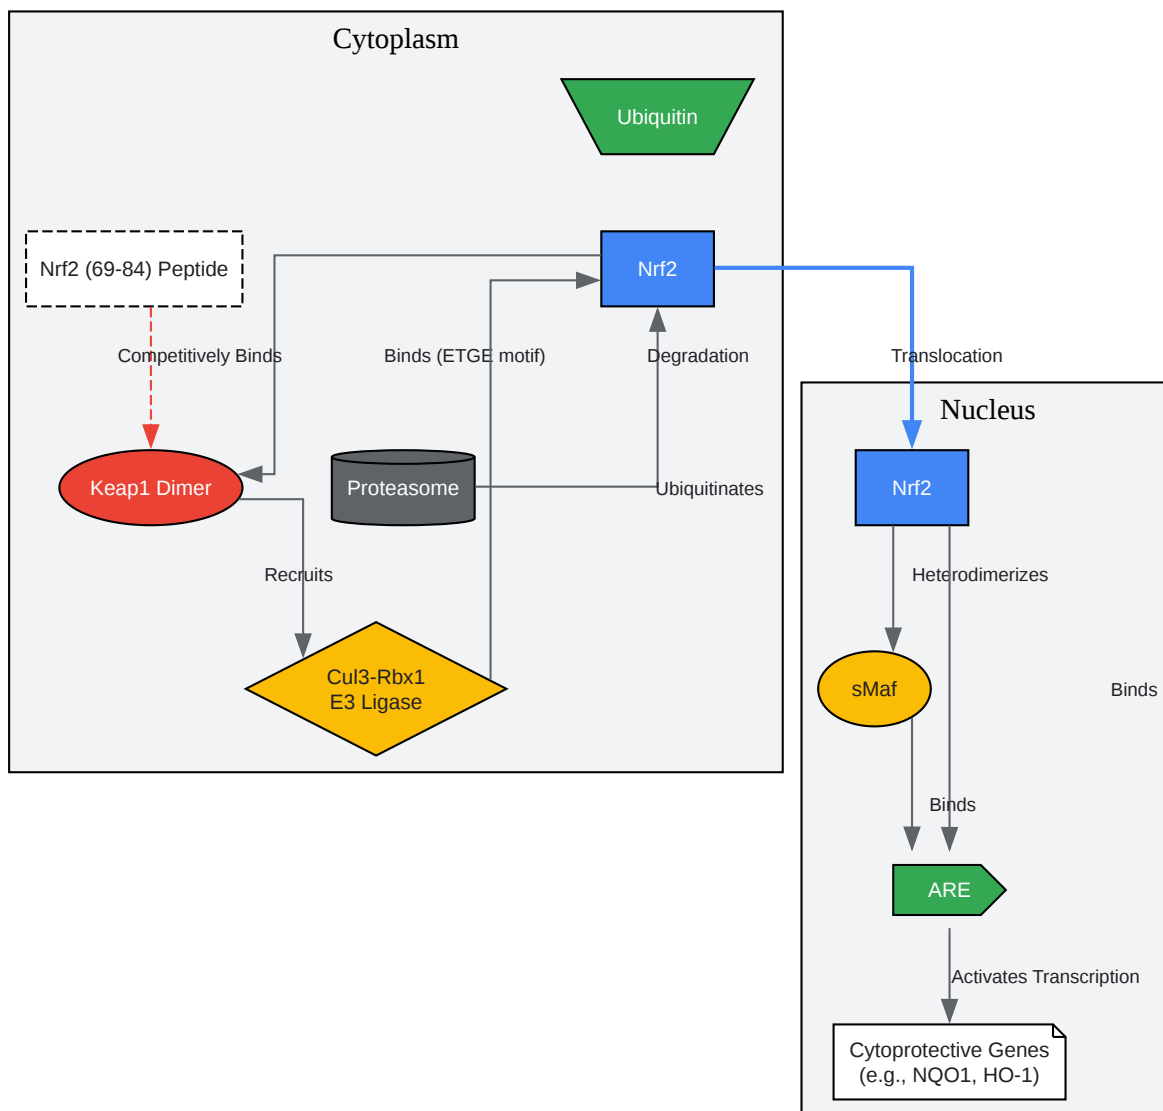 Cytoplasm
Ubiquitin
Nrf2 (69-84) Peptide
Nrf2
Competitively Binds
Binds (ETGE motif)
Degradation
Translocation
Nucleus
Keap1 Dimer
Proteasome
Ubiquitinates
Nrf2
Recruits
Heterodimerizes
Cul3-Rbx1
E3 Ligase
sMaf
Binds
Binds
ARE
Activates Transcription
Cytoprotective Genes
(e.g., NQO1, HO-1)